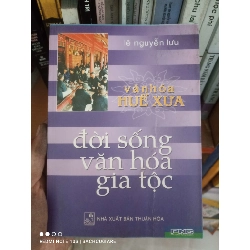 lê nguyễn lưu
văn hóa
HUẾ XƯA
đời sống
văn hóa
gia tộc
NHÀ XUẤT BẢN THUẬN HÓA